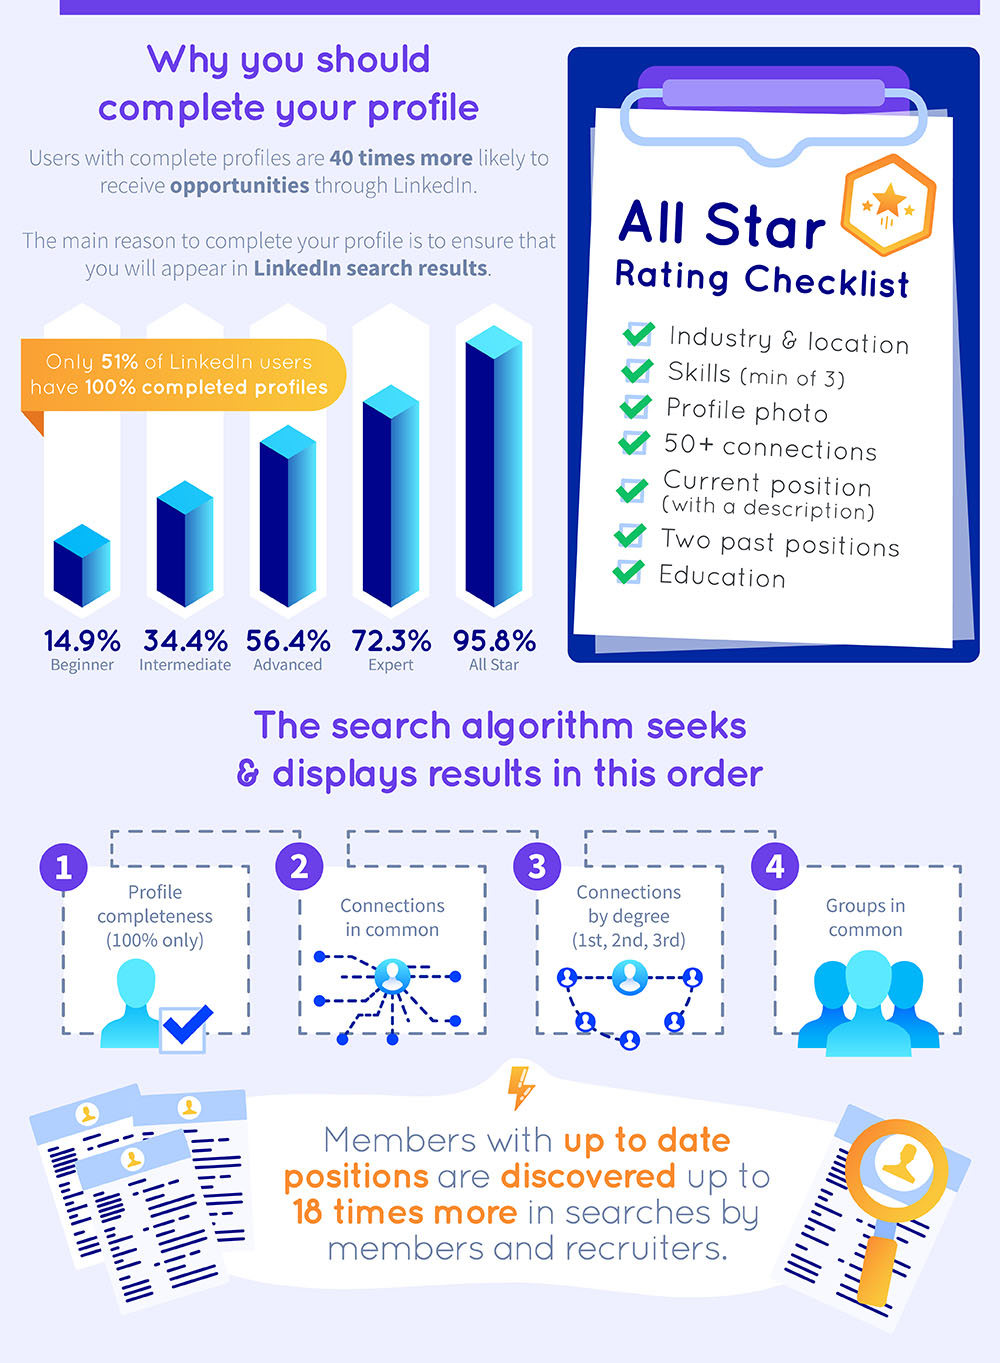 Why you should
complete your profile
Users with complete profiles are 40 times more likely to
receive opportunities through LinkedIn.
The main reason to complete your profile is to ensure that
you will appear in LinkedIn search results.
Only 51% of LinkedIn users
have 100% completed profiles
14.9%
Beginner
34.4%
Intermediate
56.4%
Advanced
72.3%
Expert
95.8%
All Star
All Star
Rating Checklist
Industry & location
Skills (min of 3)
Profile photo
50+ connections
Current position
(with a description)
Two past positions
Education
The search algorithm seeks
& displays results in this order
1
Profile
completeness
(100% only)
2
Connections
in common
3
Connections
by degree
(1st, 2nd, 3rd)
4
Groups in
common
Members with up to date
positions are discovered up to
18 times more in searches by
members and recruiters.